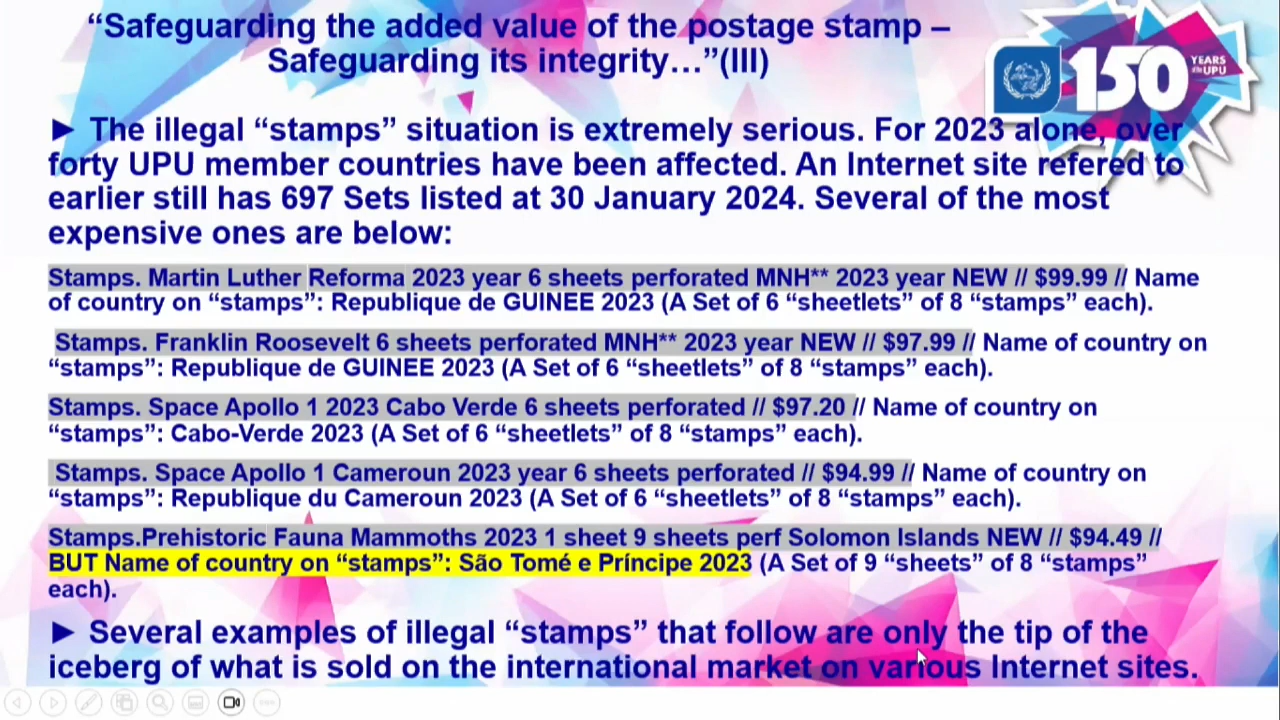 “Safeguarding the added value of the postage stamp –
Safeguarding its integrity…”(III)
150 YEARS
of the UPU
► The illegal “stamps” situation is extremely serious. For 2023 alone, over
forty UPU member countries have been affected. An Internet site refered to
earlier still has 697 Sets listed at 30 January 2024. Several of the most
expensive ones are below:
Stamps. Martin Luther Reforma 2023 year 6 sheets perforated MNH** 2023 year NEW // $99.99 // Name
of country on “stamps”: Republique de GUINEE 2023 (A Set of 6 “sheetlets” of 8 “stamps” each).
Stamps. Franklin Roosevelt 6 sheets perforated MNH** 2023 year NEW // $97.99 // Name of country on
“stamps”: Republique de GUINEE 2023 (A Set of 6 “sheetlets” of 8 “stamps” each).
Stamps. Space Apollo 1 2023 Cabo Verde 6 sheets perforated // $97.20 // Name of country on
“stamps”: Cabo-Verde 2023 (A Set of 6 “sheetlets” of 8 “stamps” each).
Stamps. Space Apollo 1 Cameroun 2023 year 6 sheets perforated // $94.99 // Name of country on
“stamps”: Republique du Cameroun 2023 (A Set of 6 “sheetlets” of 8 “stamps” each).
Stamps.Prehistoric Fauna Mammoths 2023 1 sheet 9 sheets perf Solomon Islands NEW // $94.49 //
BUT Name of country on “stamps”: São Tomé e Príncipe 2023 (A Set of 9 “sheets” of 8 “stamps”
each).
► Several examples of illegal “stamps” that follow are only the tip of the
iceberg of what is sold on the international market on various Internet sites.